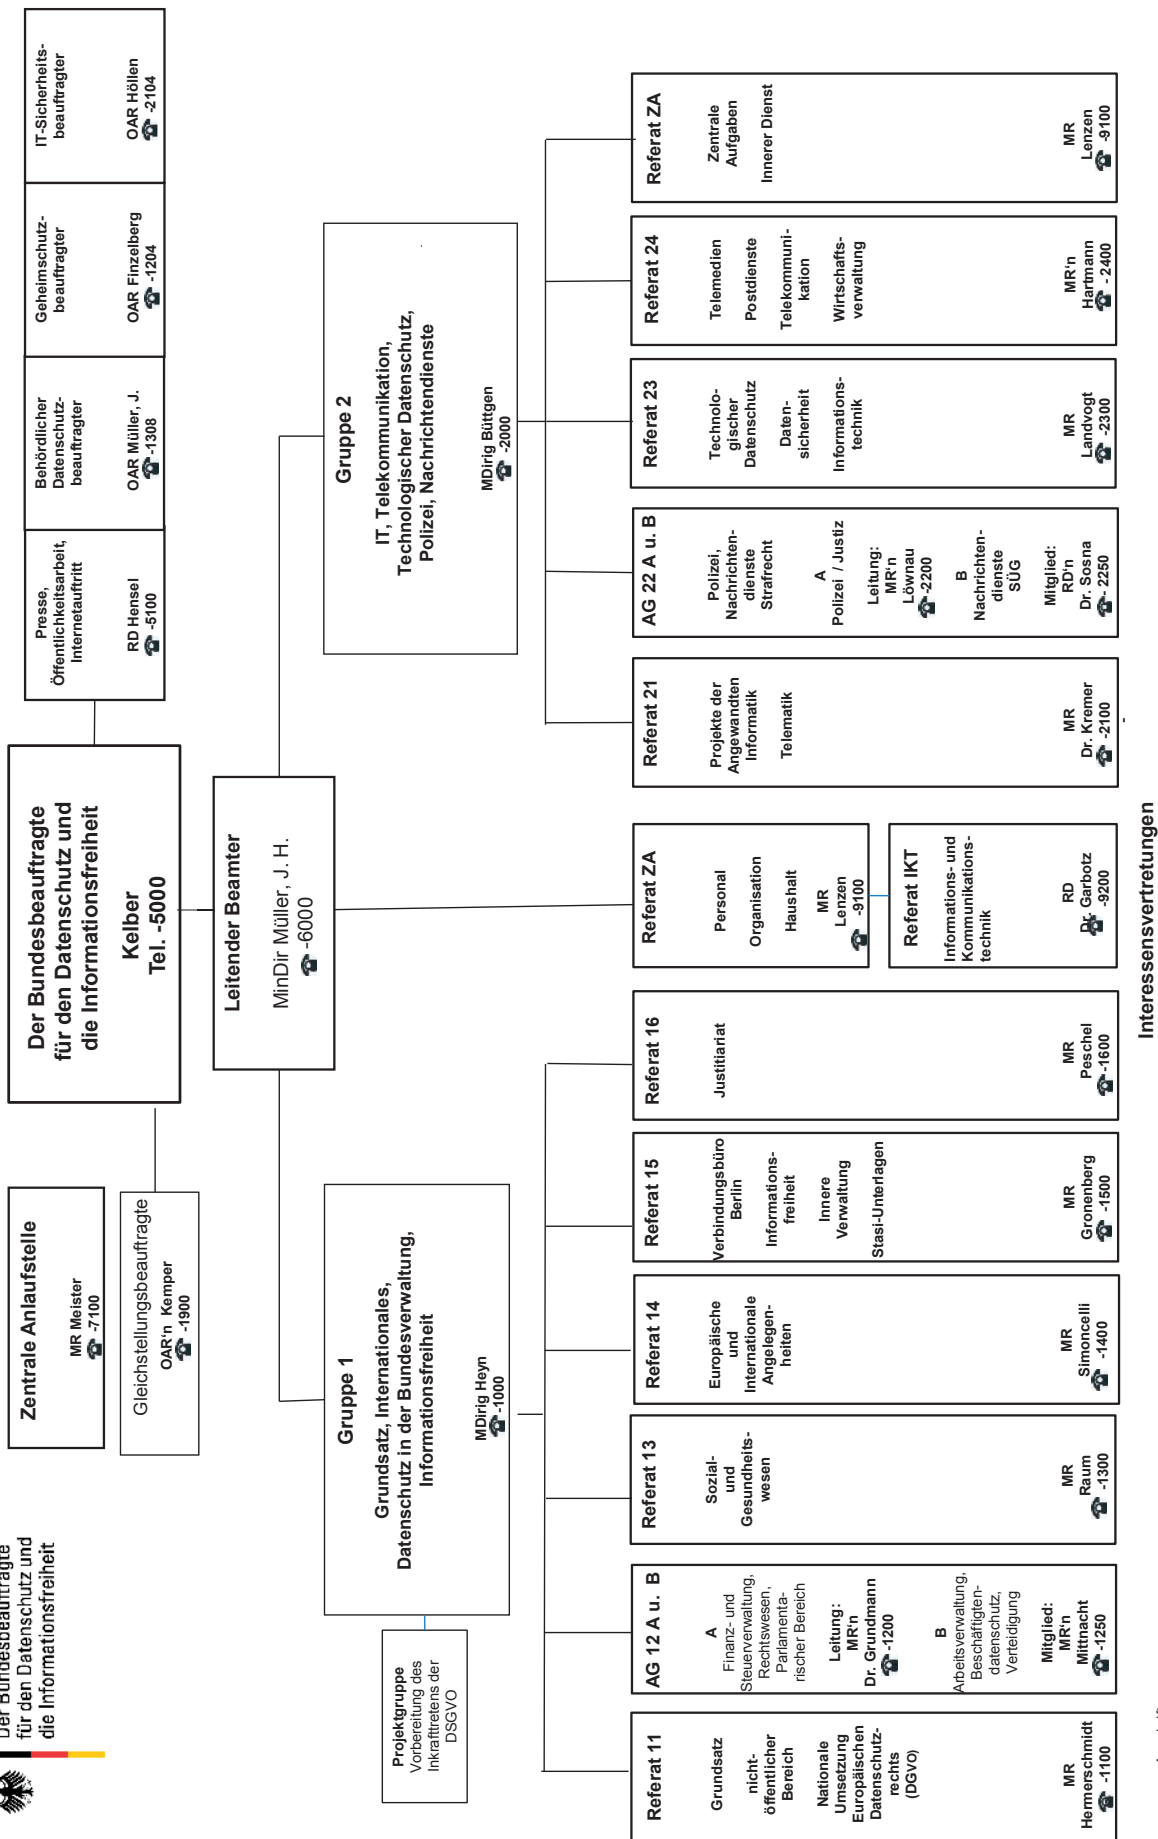 Der Bundesbeauftragte
für den Datenschutz und
die Informationsfreiheit
Zentrale Anlaufstelle
MR Meister
☎ -7100
Gleichstellungsbeauftragte
OAR'n Kemper
☎ -1900
Der Bundesbeauftragte
für den Datenschutz und
die Informationsfreiheit
Kelber
Tel. -5000
Presse,
Öffentlichkeitsarbeit,
Internetauftritt
RD Hensel
☎ -5100
Behördlicher
Datenschutz-
beauftragter
OAR Müller, J.
☎ -1308
Geheimschutz-
beauftragter
OAR Finzelberg
☎ -1204
IT-Sicherheits-
beauftragter
OAR Höllen
☎ -2104
Leitender Beamter
MinDir Müller, J. H.
☎ -6000
Projektgruppe
Vorbereitung des
Inkrafttretens der
DSGVO
Gruppe 1
Grundsatz, Internationales,
Datenschutz in der Bundesverwaltung,
Informationsfreiheit
MDirig Heyn
☎ -1000
Gruppe 2
IT, Telekommunikation,
Technologischer Datenschutz,
Polizei, Nachrichtendienste
MDirig Büttgen
☎ -2000
Referat 11
Grundsatz
nicht-
öffentlicher
Bereich
Nationale
Umsetzung
Europäischen
Datenschutz-
rechts
(DGVO)
MR
Hermerschmidt
☎ -1100
AG 12 A u. B
A
Finanz- und
Steuerverwaltung,
Rechtswesen,
Parlamenta-
rischer Bereich
Leitung:
MR'n
Dr. Grundmann
☎ -1200
B
Arbeitsverwaltung,
Beschäftigten-
datenschutz,
Verteidigung
Mitglied:
MR'n
Mittnacht
☎ -1250
Referat 13
Sozial-
und
Gesundheits-
wesen
MR
Raum
☎ -1300
Referat 14
Europäische
und
Internationale
Angelegen-
heiten
MR
Simoncelli
☎ -1400
Referat 15
Verbindungsbüro
Berlin
Informations-
freiheit
Innere
Verwaltung
Stasi-Unterlagen
MR
Gronenberg
☎ -1500
Referat 16
Justitiariat
MR
Peschel
☎ -1600
Referat ZA
Personal
Organisation
Haushalt
MR
Lenzen
☎ -9100
Referat IKT
Informations- und
Kommunikations-
technik
RD
Dr. Garbotz
☎ -9200
Referat 21
Projekte der
Angewandten
Informatik
Telematik
MR
Dr. Kremer
☎ -2100
AG 22 A u. B
Polizei,
Nachrichten-
dienste
Strafrecht
A
Polizei / Justiz
Leitung:
MR'n
Löwnau
☎ -2200
B
Nachrichten-
dienste
SÜG
Mitglied:
RD'n
Dr. Sosna
☎ - 2250
Referat 23
Technolo-
gischer
Datenschutz
Daten-
sicherheit
Informations-
technik
MR
Landvogt
☎ -2300
Referat 24
Telemedien
Postdienste
Telekommuni-
kation
Wirtschafts-
verwaltung
MR'n
Hartmann
☎ - 2400
Referat ZA
Zentrale
Aufgaben
Innerer Dienst
MR
Lenzen
☎ -9100
Interessensvertretungen